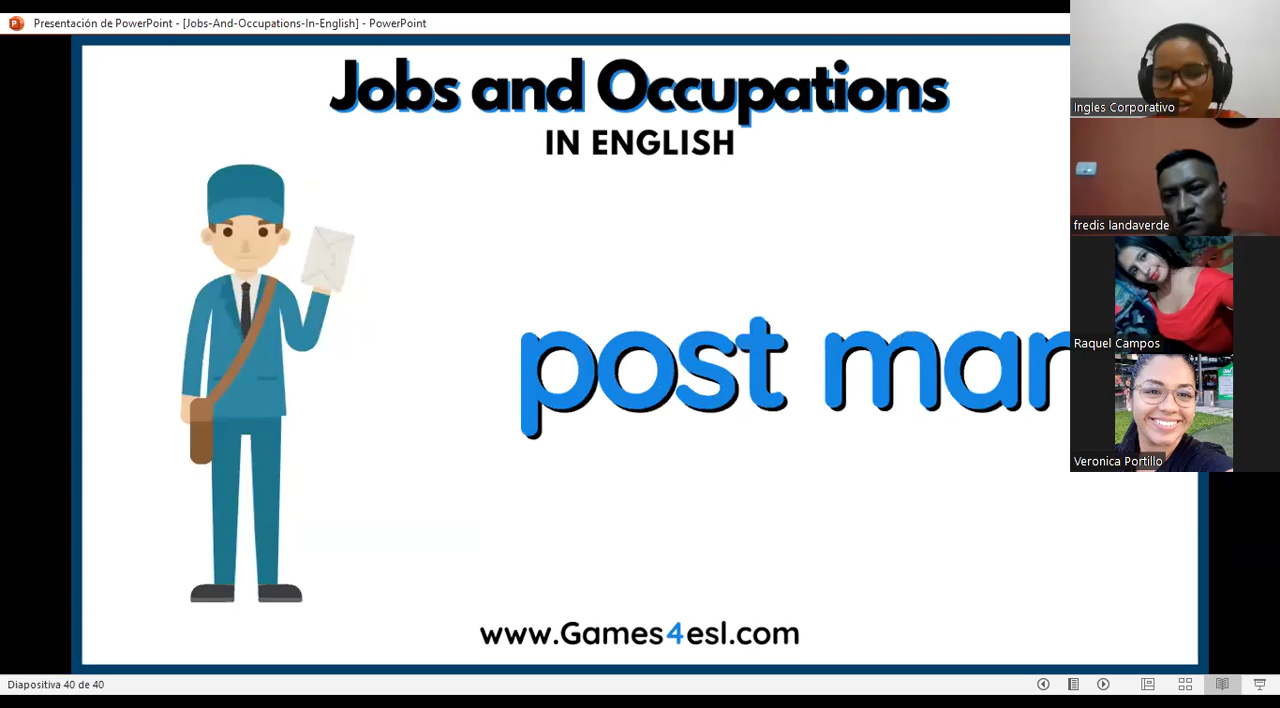 Presentación de PowerPoint - [Jobs-And-Occupations-In-English] - PowerPoint
Jobs and Occupations
IN ENGLISH
post man
www.Games4esl.com
Ingles Corporativo
fredis landaverde
Raquel Campos
Veronica Portillo
Diapositiva 40 de 40